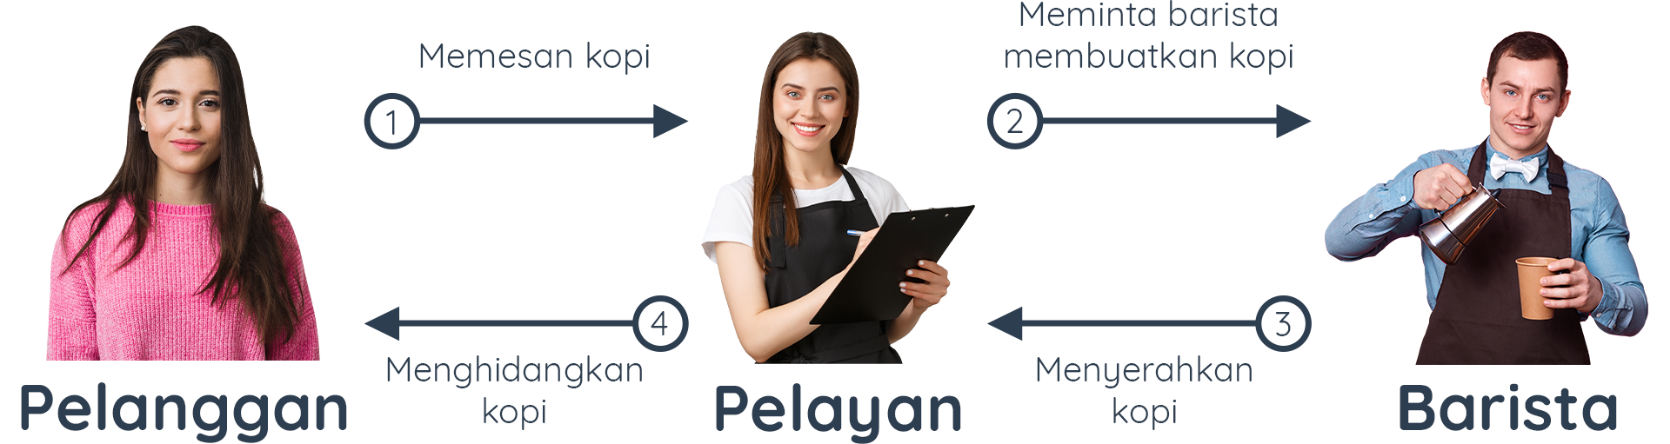 Memesan kopi
1
Meminta barista
membuatkan kopi
2
3
Menyerahkan
kopi
4
Menghidangkan
kopi
Pelanggan
Pelayan
Barista